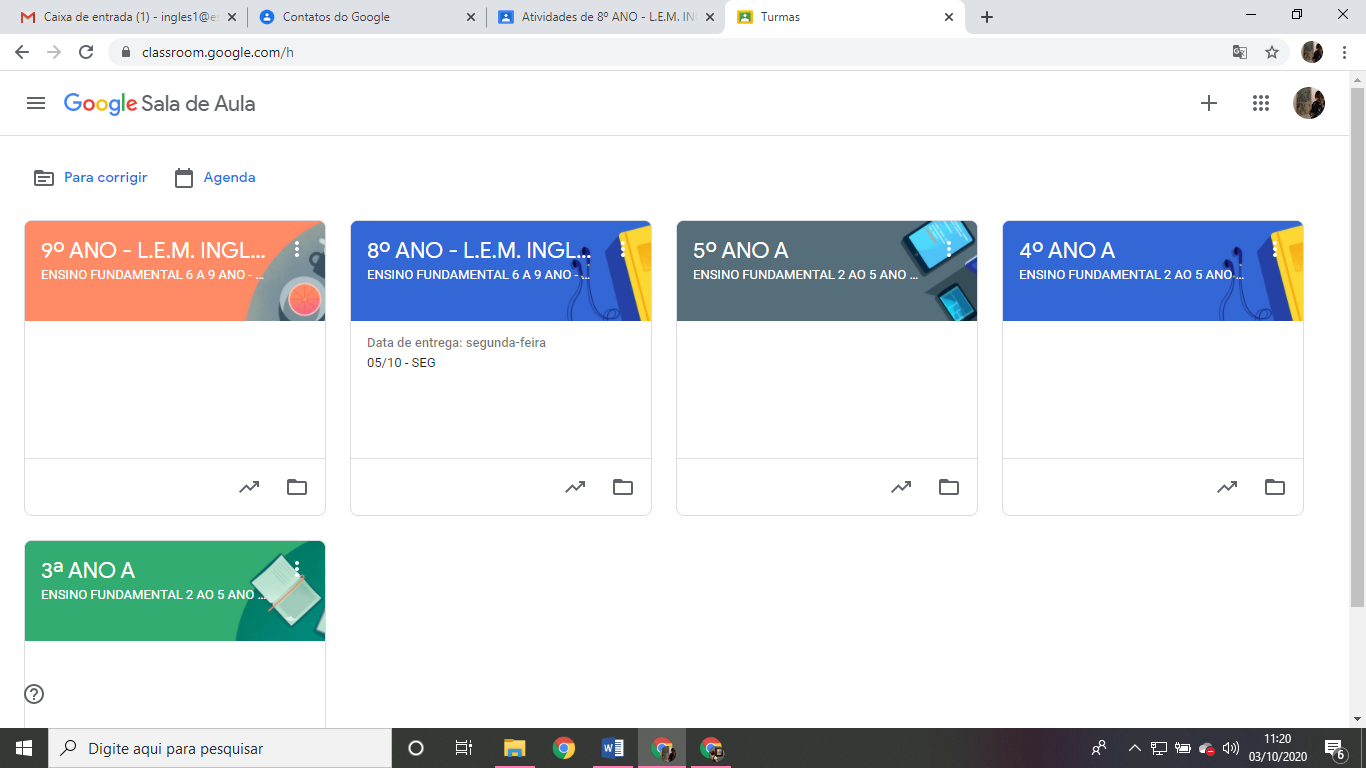 Caixa de entrada (1) - ingles1@es
Contatos do Google
Atividades de 8º ANO - L.E.M. IN
Turmas
classroom.google.com/h
Google Sala de Aula
Para corrigir
Agenda
9º ANO - L.E.M. INGL...
ENSINO FUNDAMENTAL 6 A 9 ANO - ...
8º ANO - L.E.M. INGL...
ENSINO FUNDAMENTAL 6 A 9 ANO - ...
Data de entrega: segunda-feira
05/10 - SEG
5º ANO A
ENSINO FUNDAMENTAL 2 AO 5 ANO ...
4º ANO A
ENSINO FUNDAMENTAL 2 AO 5 ANO-...
3ª ANO A
ENSINO FUNDAMENTAL 2 AO 5 ANO ...
Digite aqui para pesquisar
11:20
03/10/2020
6